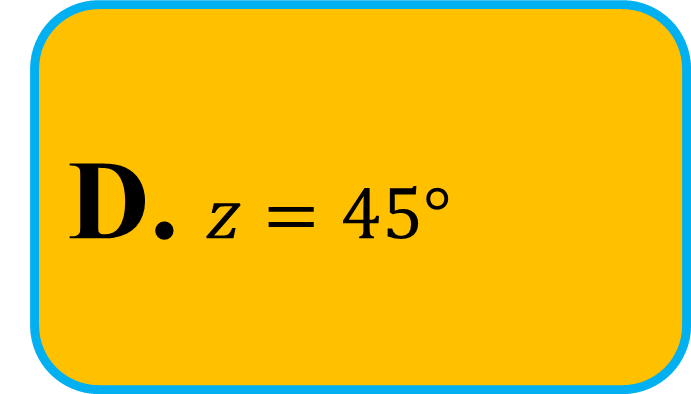 D. z = 45°